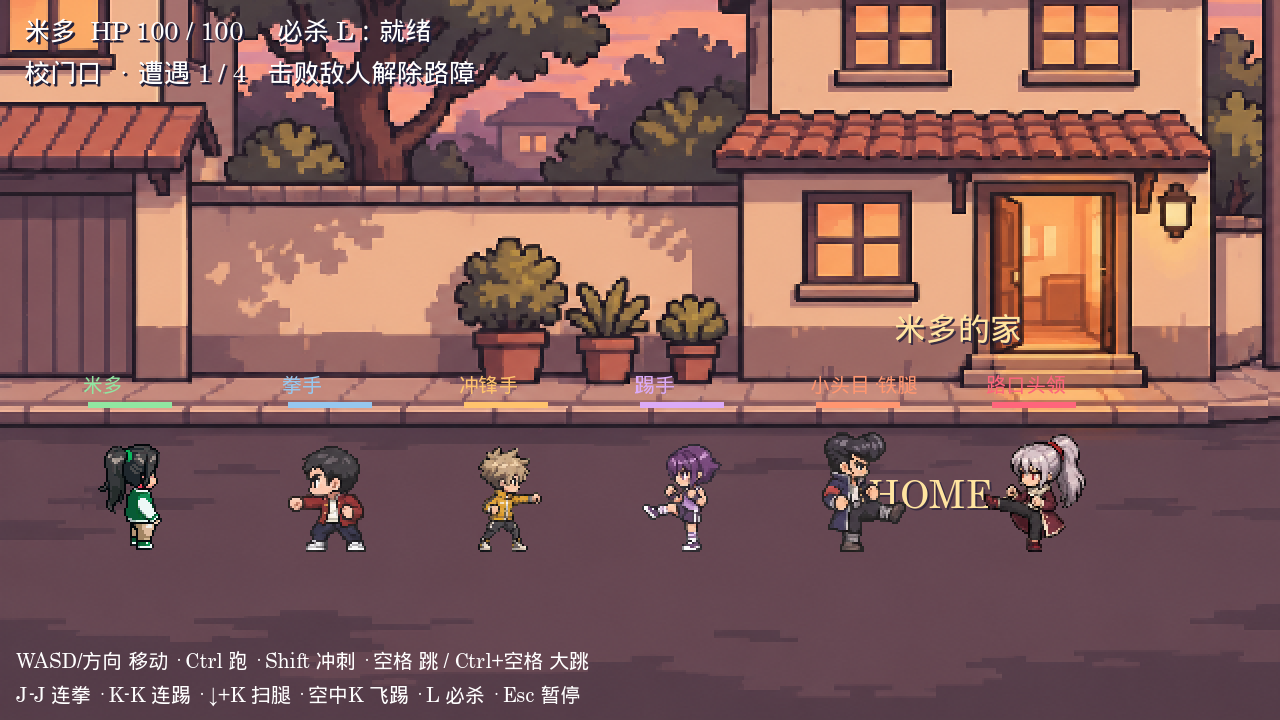 米多 HP 100 / 100 · 必杀 L：就绪
校门口 · 遭遇 1 / 4 击败敌人解除路障
米多的家
米多 拳手 冲锋手 踢手 小头目·铁腿 路口头领
HOME
WASD/方向 移动 · Ctrl 跑 · Shift 冲刺 · 空格 跳 / Ctrl+空格 大跳
J·J 连拳 · K·K 连踢 · ↓+K 扫腿 · 空中K 飞踢 · L 必杀 · Esc 暂停